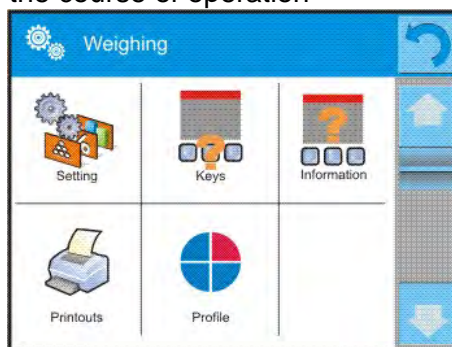 the course of operation
Weighing
Setting
Keys
Information
Printouts
Profile